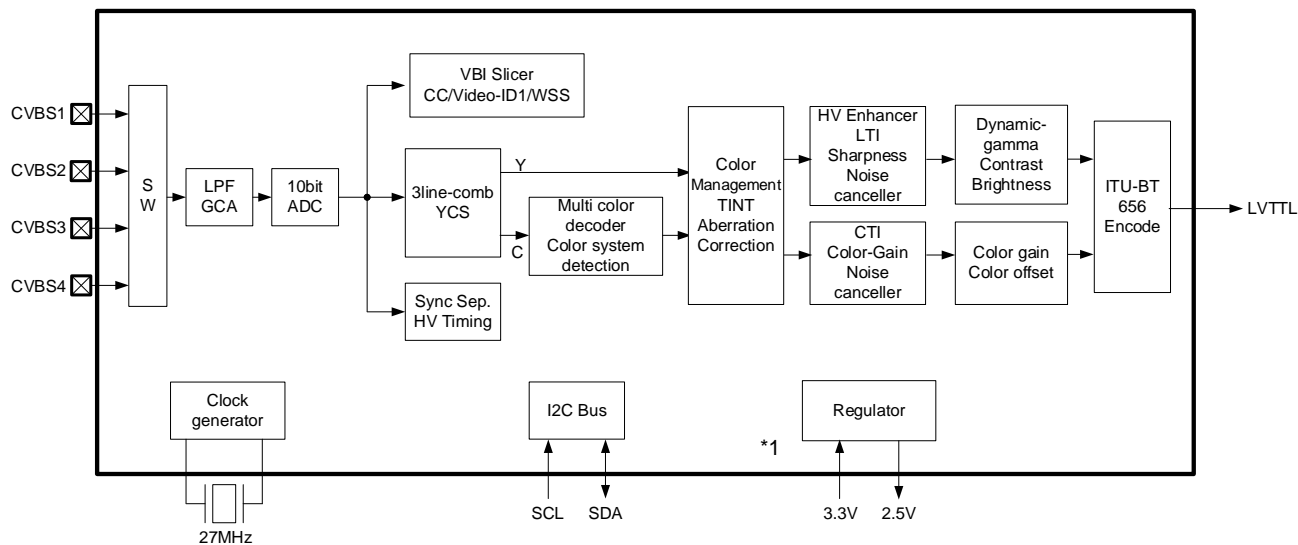 CVBS1
CVBS2
CVBS3
CVBS4
S
W
LPF
GCA
10bit
ADC
VBI Slicer
CC/Video-ID1/WSS
3line-comb
YCS
Y
C
Multi color
decoder
Color system
detection
Sync Sep.
HV Timing
Color
Management
TINT
Aberration
Correction
HV Enhancer
LTI
Sharpness
Noise
canceller
CTI
Color-Gain
Noise
canceller
Dynamic-
gamma
Contrast
Brightness
Color gain
Color offset
ITU-BT
656
Encode
LVTTL
Clock
generator
27MHz
I2C Bus
SCL
SDA
*1
Regulator
3.3V
2.5V